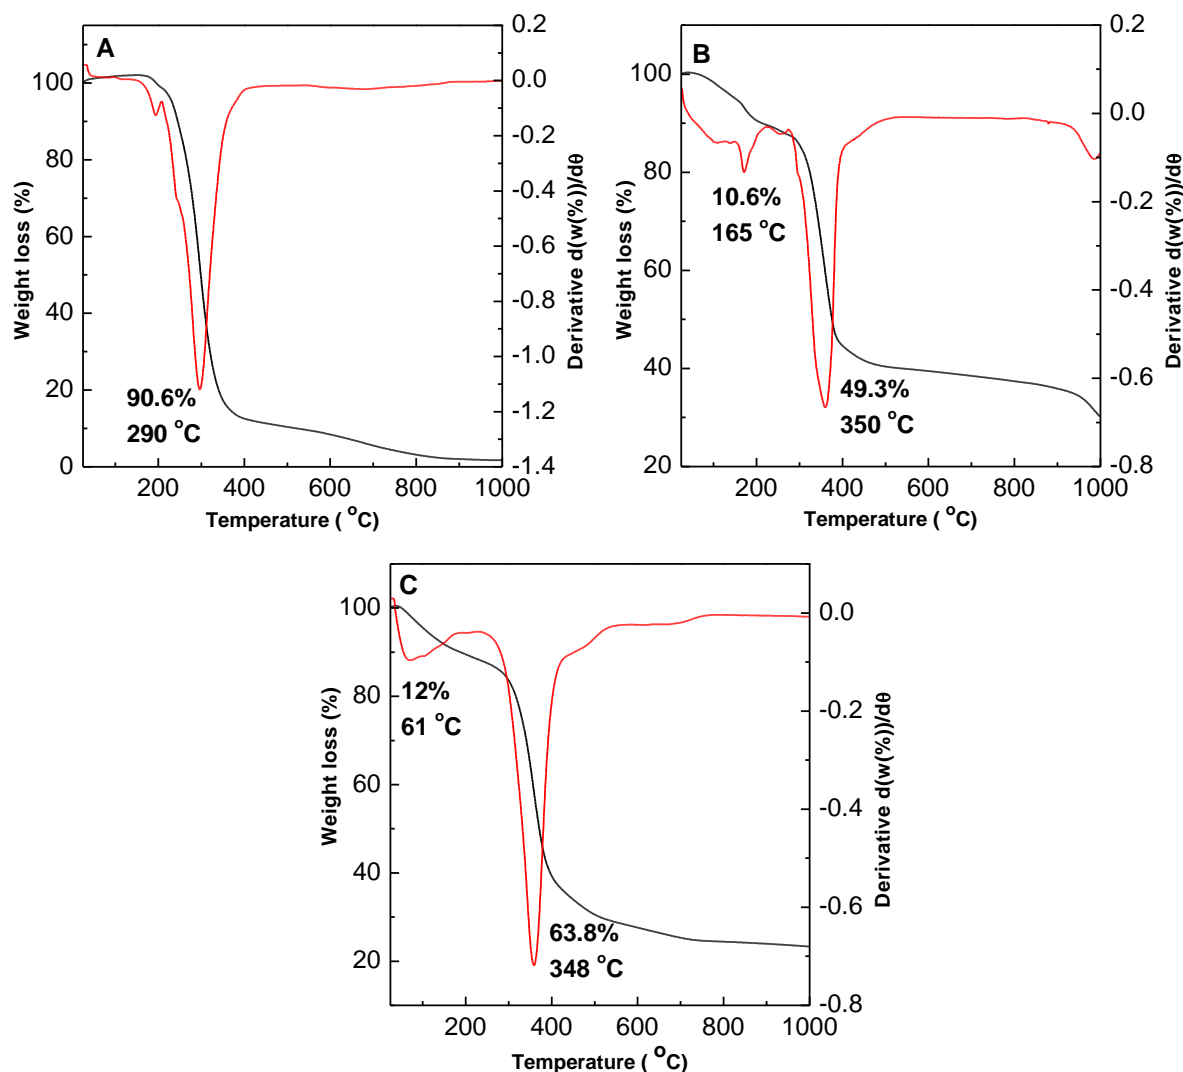 A
Weight loss (%)
100
80
60
40
20
0
0.2
0.0
-0.2
-0.4
-0.6
-0.8
-1.0
-1.2
-1.4
Derivative d(w(%))/dθ
90.6%
290 °C
200 400 600 800 1000
Temperature ( °C)
B
Weight loss (%)
100
80
60
40
20
0.2
0.0
-0.2
-0.4
-0.6
-0.8
Derivative d(w(%))/dθ
10.6%
165 °C
49.3%
350 °C
200 400 600 800 1000
Temperature ( °C)
C
Weight loss (%)
100
80
60
40
20
0.0
-0.2
-0.4
-0.6
-0.8
Derivative d(w(%))/dθ
12%
61 °C
63.8%
348 °C
200 400 600 800 1000
Temperature ( °C)